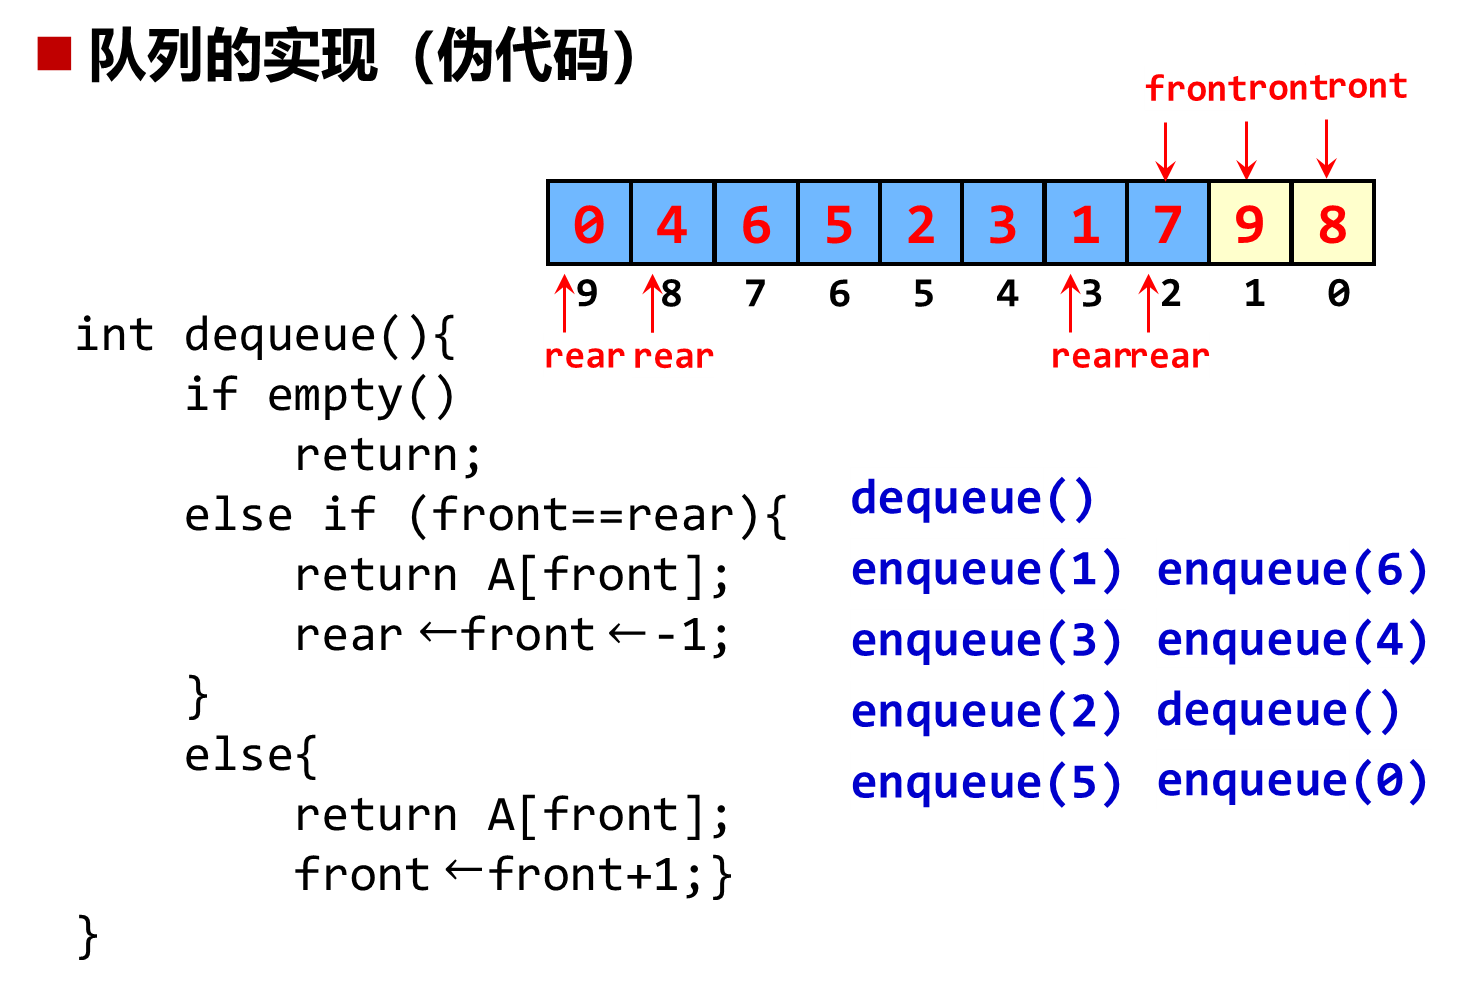 队列的实现（伪代码）
frontrontront
0 4 6 5 2 3 1 7 9 8
9 8 7 6 5 4 3 2 1 0
rear rear rearrear
int dequeue(){
if empty()
return;
else if (front==rear){
return A[front];
rear←front←-1;
}
else{
return A[front];
front←front+1;}
}
dequeue()
enqueue(1) enqueue(6)
enqueue(3) enqueue(4)
enqueue(2) dequeue()
enqueue(5) enqueue(0)